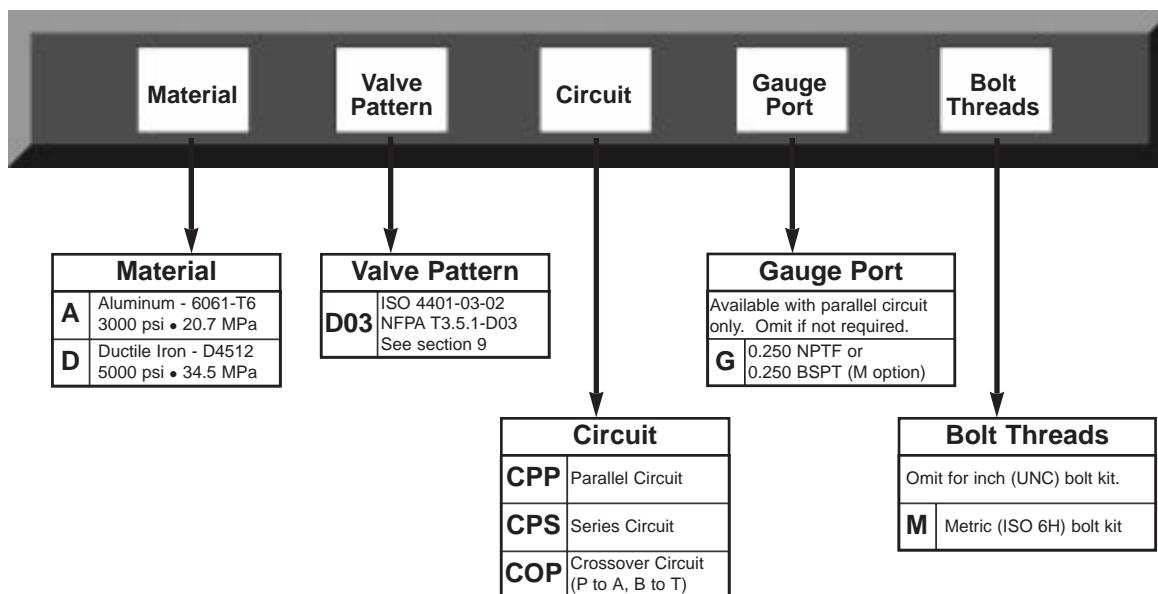 Material
Valve
Pattern
Circuit
Gauge
Port
Bolt
Threads
Material
A
Aluminum - 6061-T6
3000 psi • 20.7 MPa
D
Ductile Iron - D4512
5000 psi • 34.5 MPa
Valve Pattern
D03
ISO 4401-03-02
NFPA T3.5.1-D03
See section 9
Gauge Port
Available with parallel circuit
only. Omit if not required.
G
0.250 NPTF or
0.250 BSPT (M option)
Circuit
CPP
Parallel Circuit
CPS
Series Circuit
COP
Crossover Circuit
(P to A, B to T)
Bolt Threads
Omit for inch (UNC) bolt kit.
M
Metric (ISO 6H) bolt kit